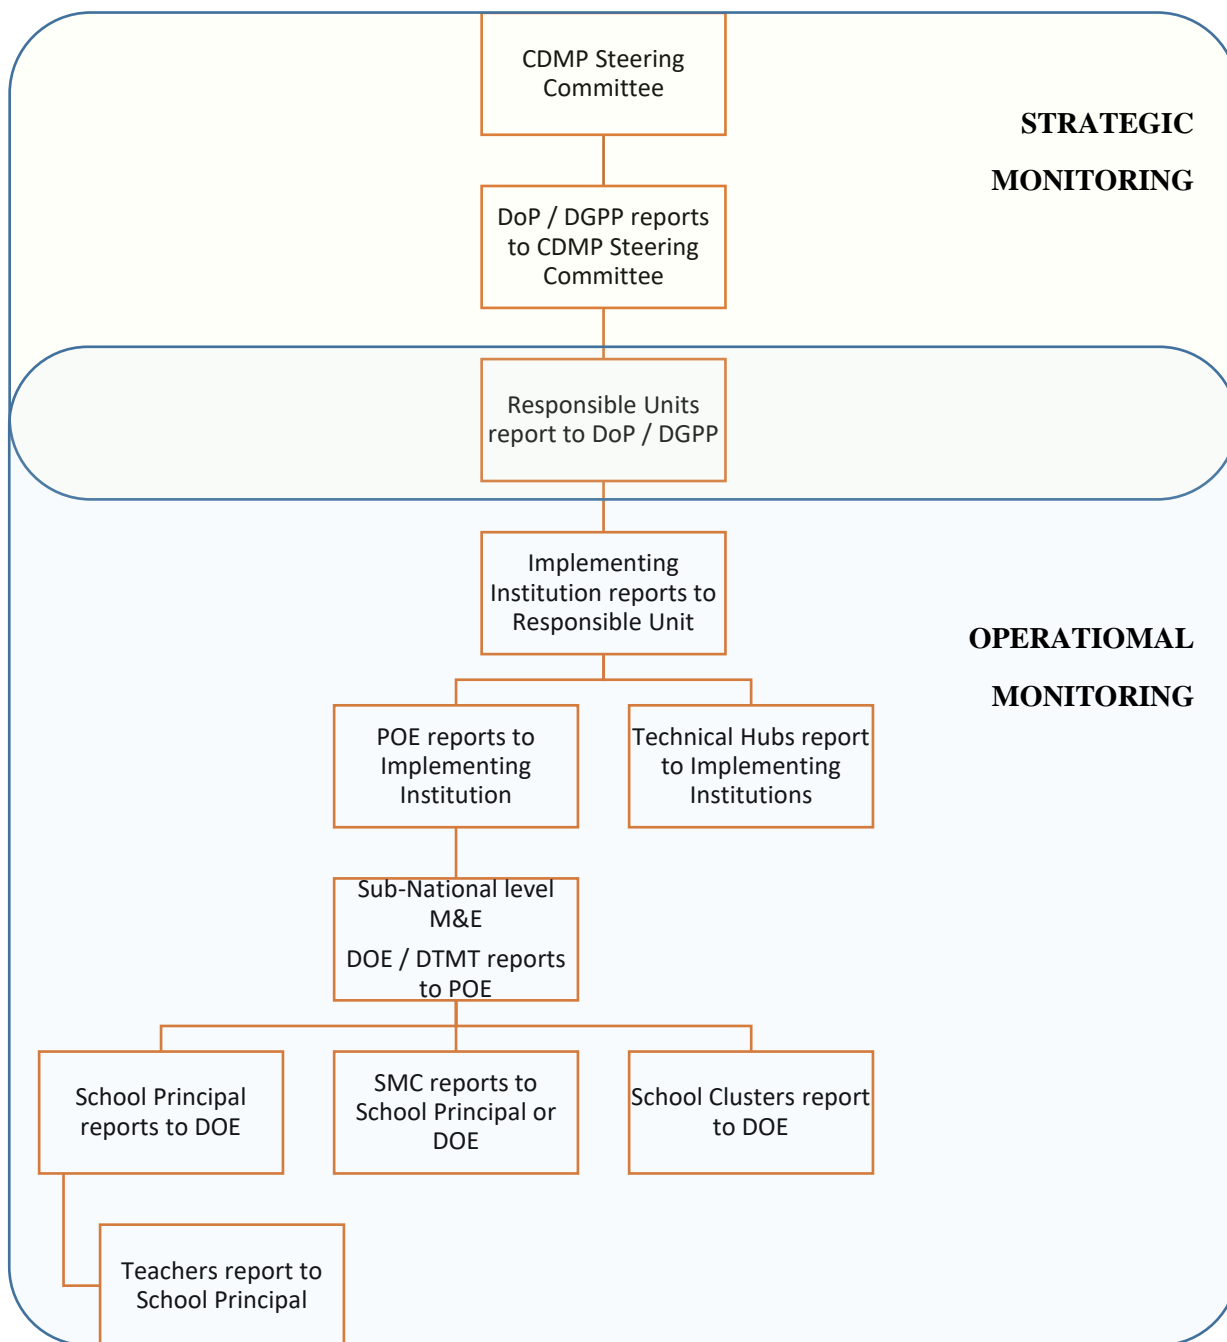 CDMP Steering
Committee
STRATEGIC
MONITORING
DoP / DGPP reports
to CDMP Steering
Committee
Responsible Units
report to DoP / DGPP
Implementing
Institution reports to
Responsible Unit
OPERATIOMAL
MONITORING
POE reports to
Implementing
Institution
Technical Hubs report
to Implementing
Institutions
Sub-National level
M&E
DOE / DTMT reports
to POE
School Principal
reports to DOE
SMC reports to
School Principal or
DOE
School Clusters report
to DOE
Teachers report to
School Principal